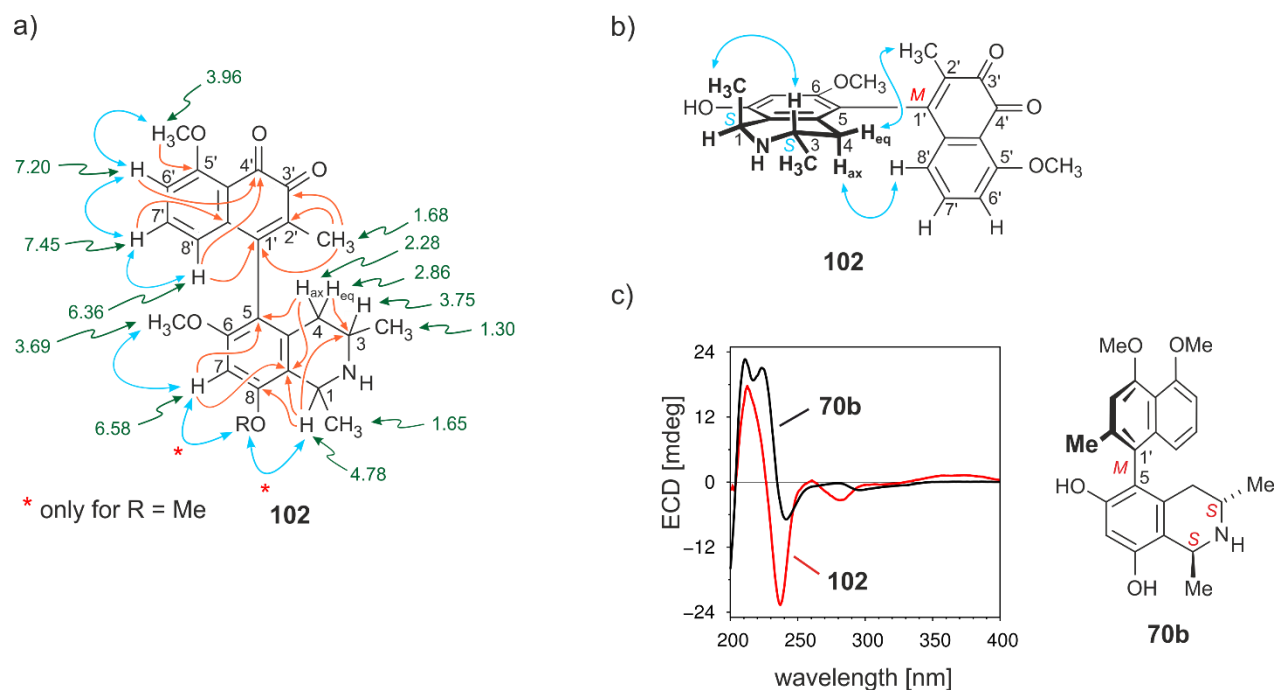 a)
3.96
H₃C
O
O
O
5'
4'
3'
7.20
H
6'
7'
8'
1'
2'
CH₃
1.68
7.45
H
H
2.28
Hax
Heq
2.86
6.36
H
3.75
3.69
H₃CO
6
5
4
3
CH₃
1.30
7
H
8
1
NH
6.58
RO
H
CH₃
1.65
*
*
4.78
* only for R = Me
102
b)
H₃C
2'
O
3'
H₃C
6
OCH₃
M
4'
O
HO
H
5
1'
S
H
1
S
3
4
Heq
8'
5'
OCH₃
N
H
H₃C
Hax
H
7'
6'
H
H
102
c)
24
12
0
−12
−24
ECD [mdeg]
70b
102
200
250
300
350
400
wavelength [nm]
MeO
OMe
Me
1'
M
5
HO
Me
S
S
N
H
OH
Me
70b